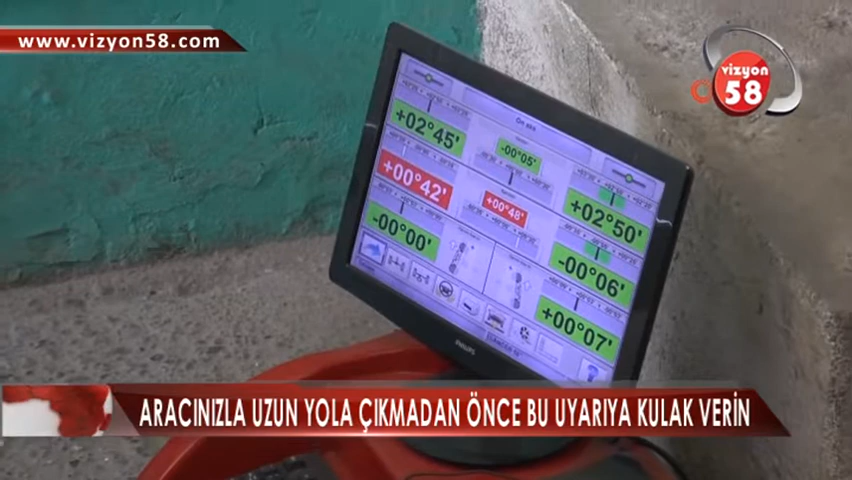 www.vizyon58.com
vizyon
58
Ön aks
+02°45'
-00°05'
+00°42'
+00°48'
+02°50'
-00°00'
-00°06'
+00°07'
PHILIPS
ARACINIZLA UZUN YOLA ÇIKMADAN ÖNCE BU UYARIYA KULAK VERİN